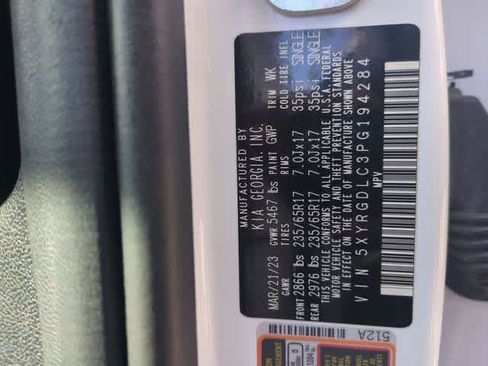 MANUFACTURED BY
KIA GEORGIA, INC.
MAR/21/23 GVWR 5467 lbs PAINT GWP TRIM WK
GAWR TIRES RIMS COLD TIRE INFL
FRONT 2866 lbs 235/65R17 7.0Jx17 35psi SINGLE
REAR 2976 lbs 235/65R17 7.0Jx17 35psi SINGLE
THIS VEHICLE CONFORMS TO ALL APPLICABLE U.S.A. FEDERAL
MOTOR VEHICLE SAFETY AND THEFT PREVENTION STANDARDS
IN EFFECT ON THE DATE OF MANUFACTURE SHOWN ABOVE
VIN 5XYRGDLC3PG194284
MPV
512A